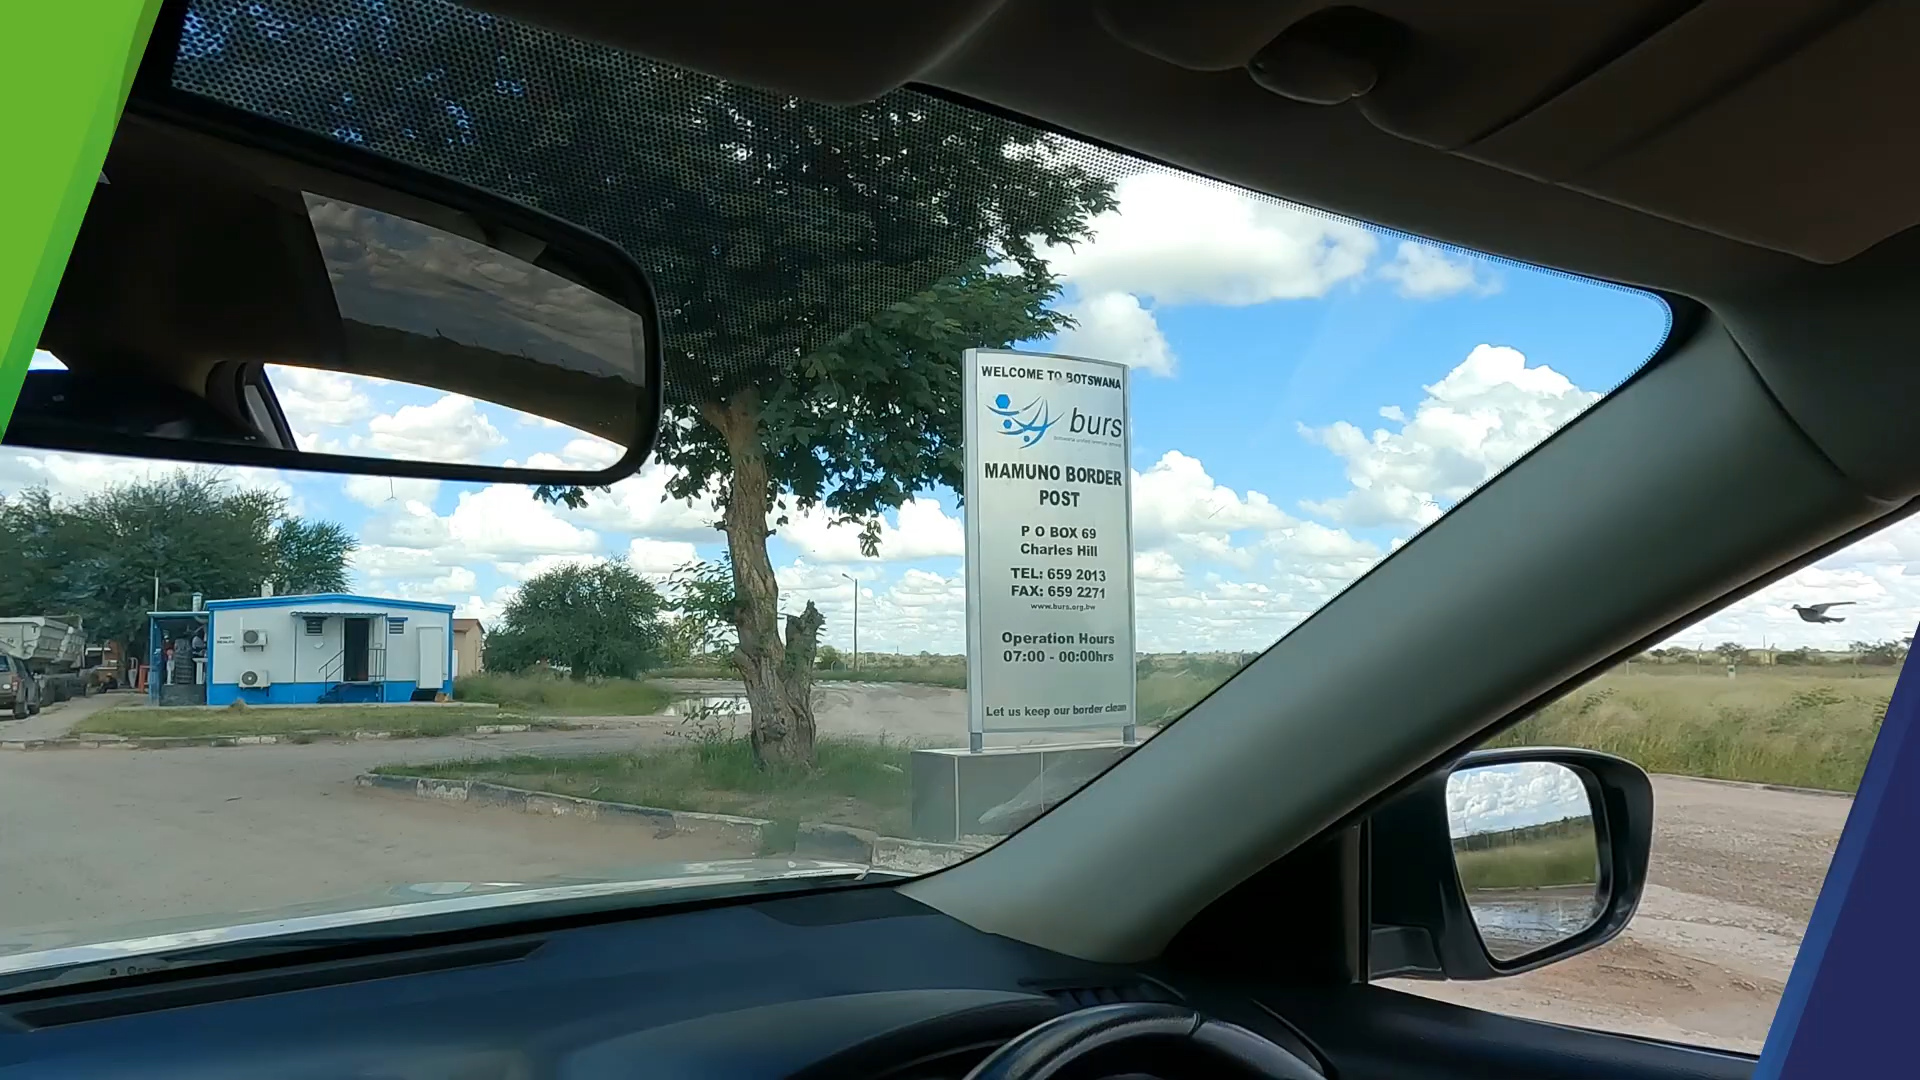 WELCOME TO BOTSWANA
burs
MAMUNO BORDER
POST
P O BOX 69
Charles Hill
TEL: 659 2013
FAX: 659 2271
www.burs.org.bw
Operation Hours
07:00 - 00:00hrs
Let us keep our border clean